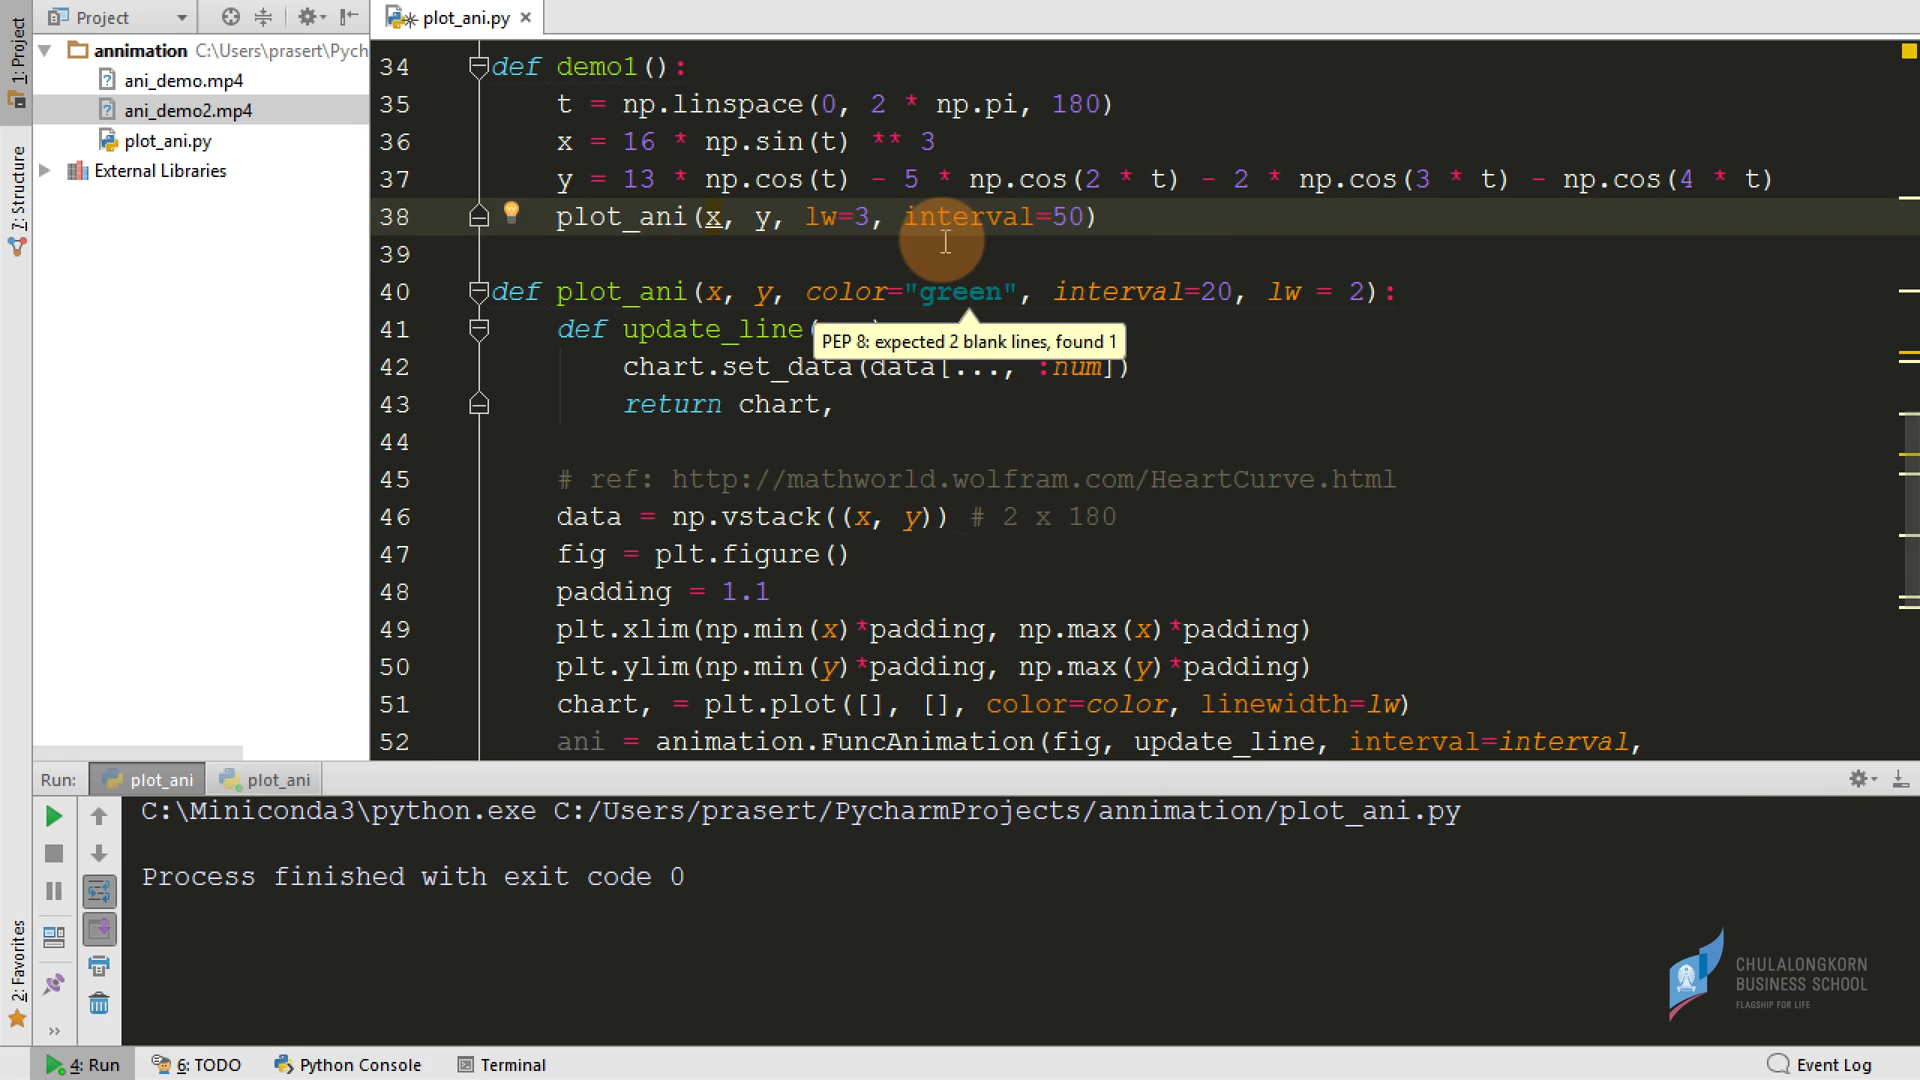 Project
plot_ani.py
1: Project
annimation C:\Users\prasert\Pych
ani_demo.mp4
ani_demo2.mp4
plot_ani.py
External Libraries
7: Structure
2: Favorites
34 def demo1():
35 t = np.linspace(0, 2 * np.pi, 180)
36 x = 16 * np.sin(t) ** 3
37 y = 13 * np.cos(t) - 5 * np.cos(2 * t) - 2 * np.cos(3 * t) - np.cos(4 * t)
38 plot_ani(x, y, lw=3, interval=50)
39
40 def plot_ani(x, y, color="green", interval=20, lw = 2):
41 def update_line(
PEP 8: expected 2 blank lines, found 1
42 chart.set_data(data[..., :num])
43 return chart,
44
45 # ref: http://mathworld.wolfram.com/HeartCurve.html
46 data = np.vstack((x, y)) # 2 x 180
47 fig = plt.figure()
48 padding = 1.1
49 plt.xlim(np.min(x)*padding, np.max(x)*padding)
50 plt.ylim(np.min(y)*padding, np.max(y)*padding)
51 chart, = plt.plot([], [], color=color, linewidth=lw)
52 ani = animation.FuncAnimation(fig, update_line, interval=interval,
Run: plot_ani plot_ani
C:\Miniconda3\python.exe C:/Users/prasert/PycharmProjects/annimation/plot_ani.py
Process finished with exit code 0
CHULALONGKORN
BUSINESS SCHOOL
FLAGSHIP FOR LIFE
4: Run 6: TODO Python Console Terminal Event Log